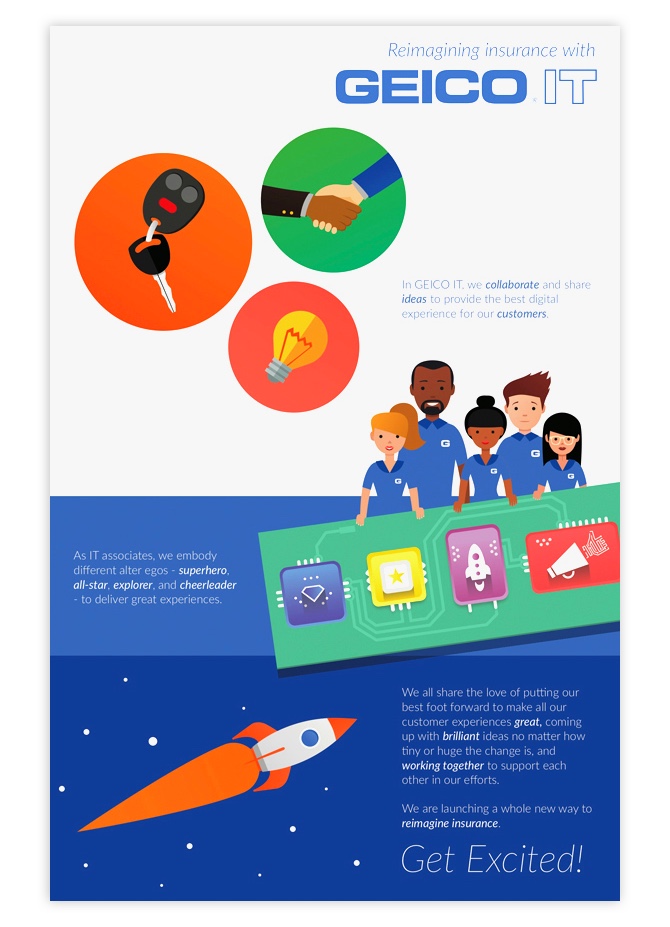 Reimagining insurance with
GEICO IT
In GEICO IT, we collaborate and share
ideas to provide the best digital
experience for our customers.
G
G
G
G
As IT associates, we embody
different alter egos - superhero,
all-star, explorer, and cheerleader
- to deliver great experiences.
We all share the love of putting our
best foot forward to make all our
customer experiences great, coming
up with brilliant ideas no matter how
tiny or huge the change is, and
working together to support each
other in our efforts.
We are launching a whole new way to
reimagine insurance.
Get Excited!